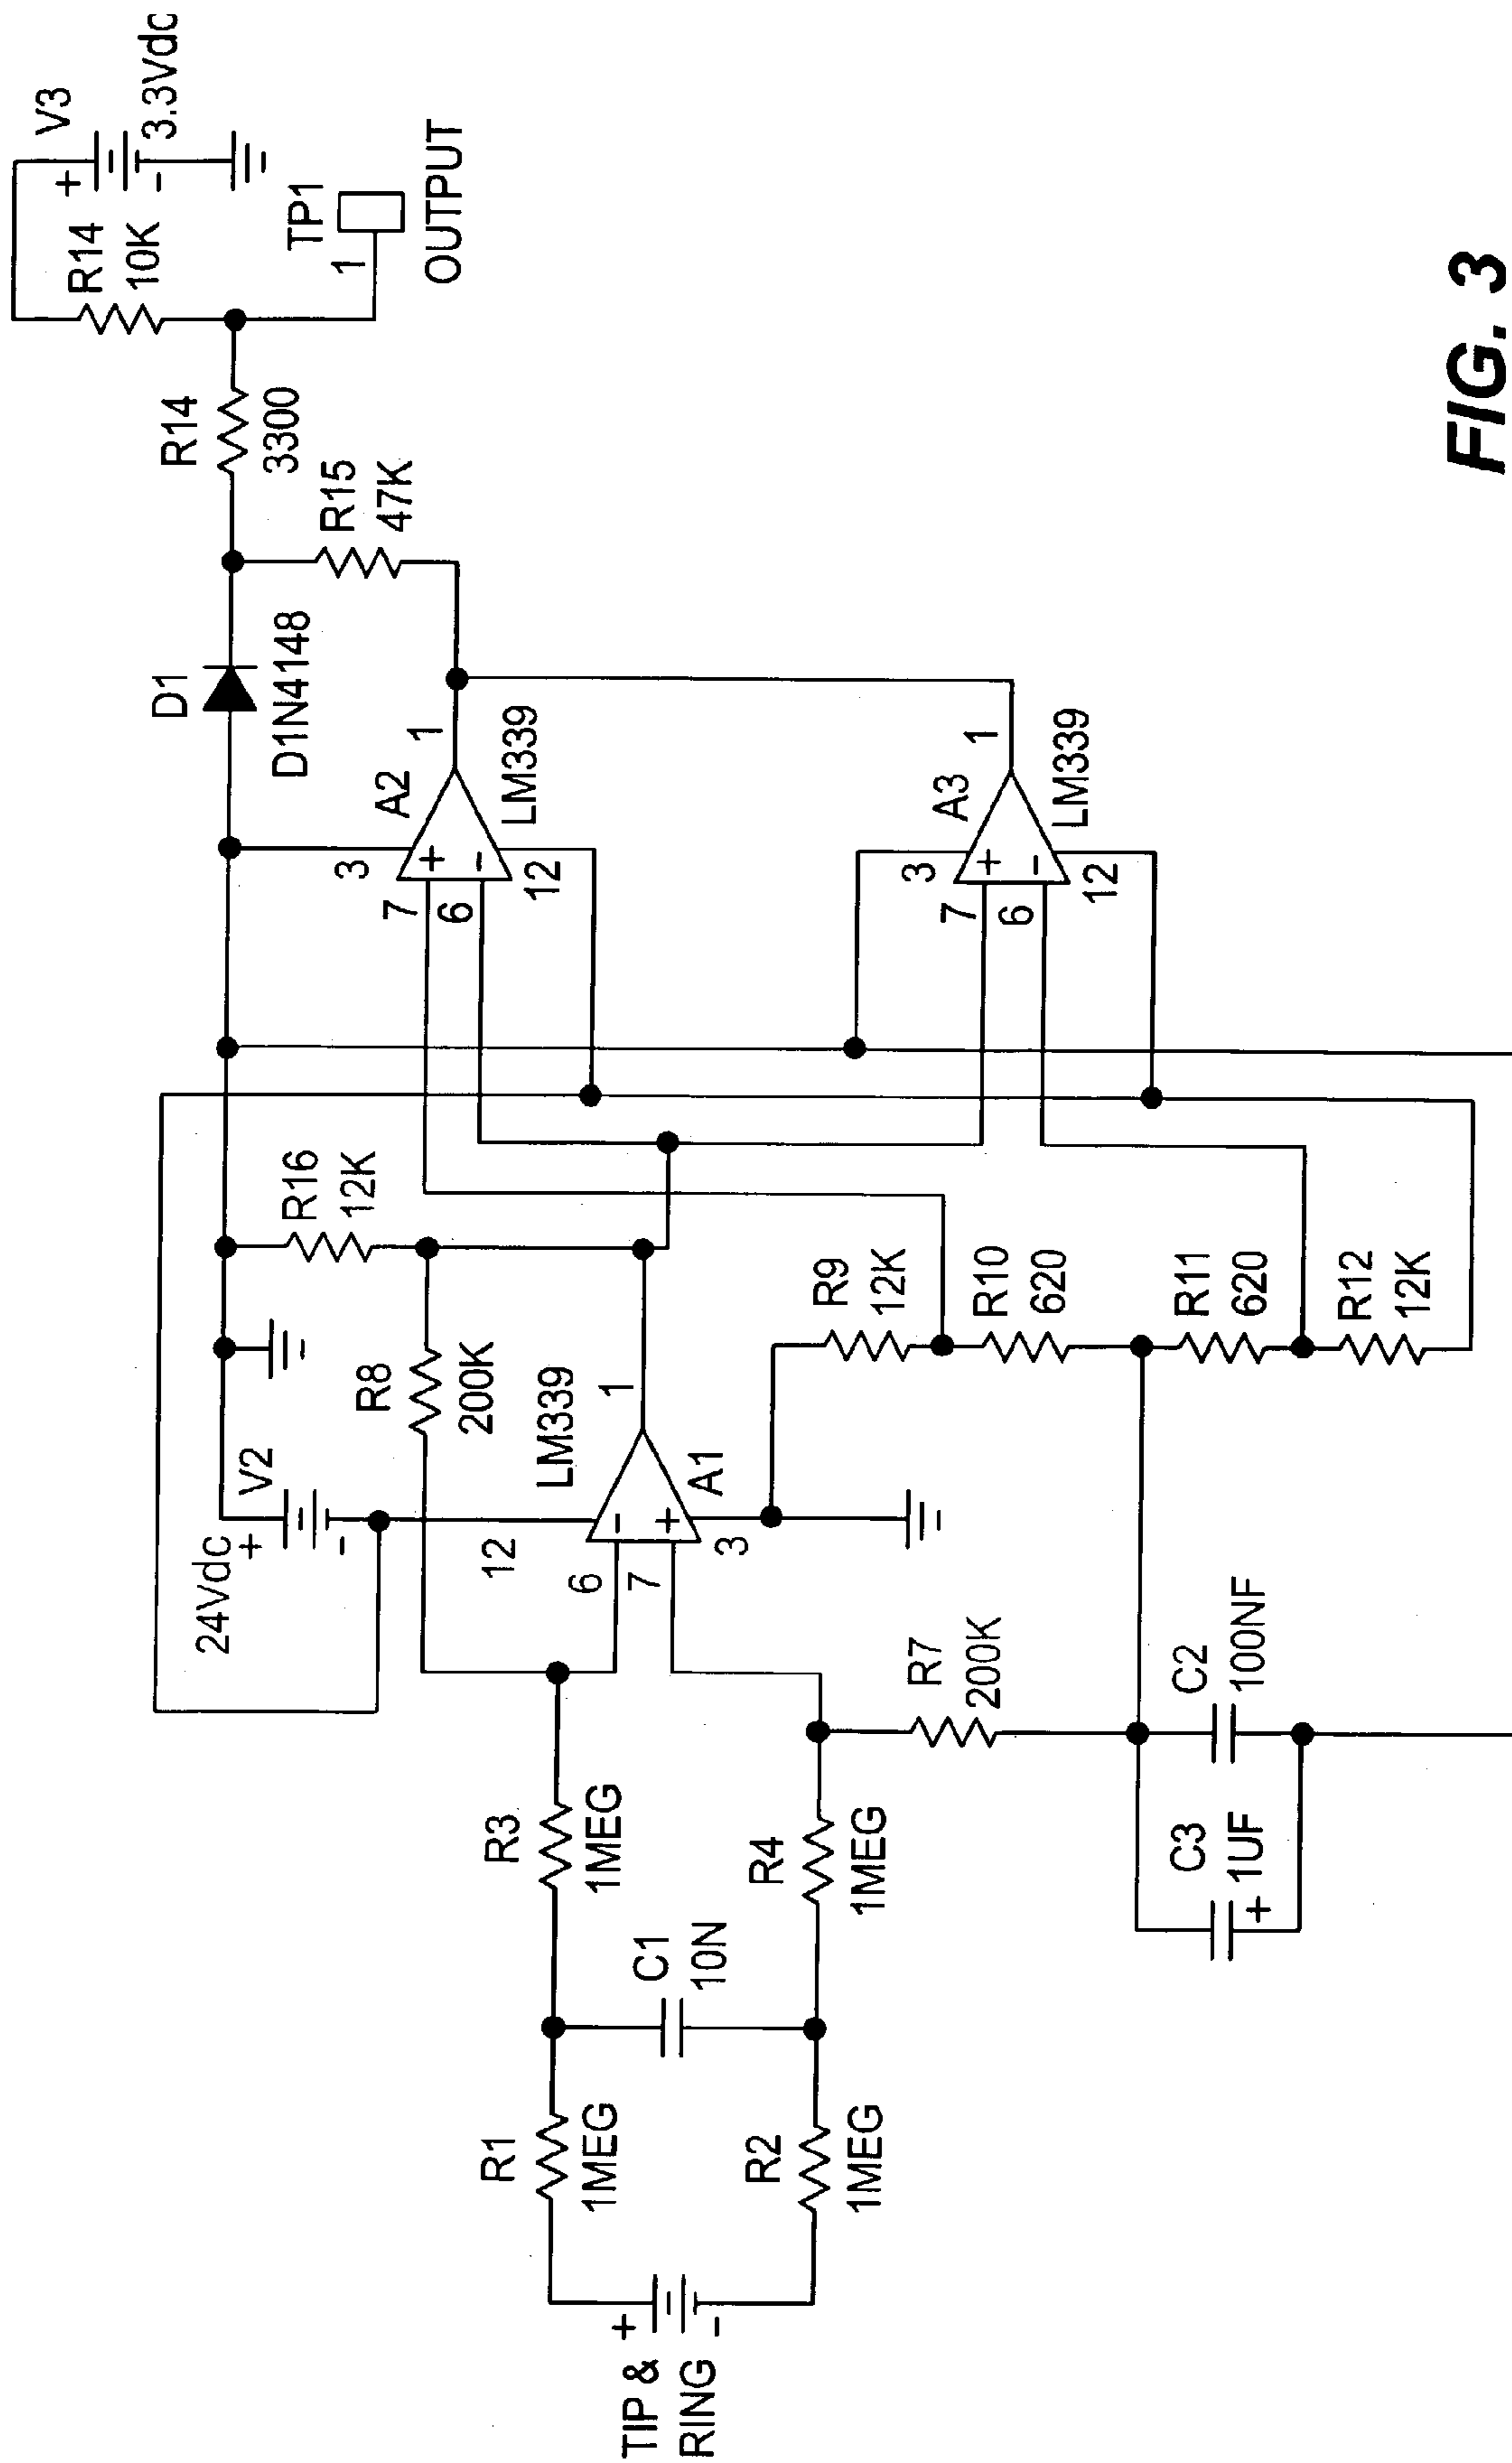 TIP &
RING
+
-
R1
1MEG
R2
1MEG
C1
10N
R3
1MEG
R4
1MEG
C3
1UF
+
C2
100NF
R7
200K
24Vdc
+
-
V2
12
6
7
3
-
+
A1
LM339
1
R8
200K
R16
12K
R9
12K
R10
620
R11
620
R12
12K
7
6
3
12
+
-
A2
LM339
1
7
6
3
12
+
-
A3
LM339
1
D1
D1N4148
R15
47K
R14
3300
R14
10K
V3
+
-
3.3Vdc
TP1
1
OUTPUT
FIG. 3